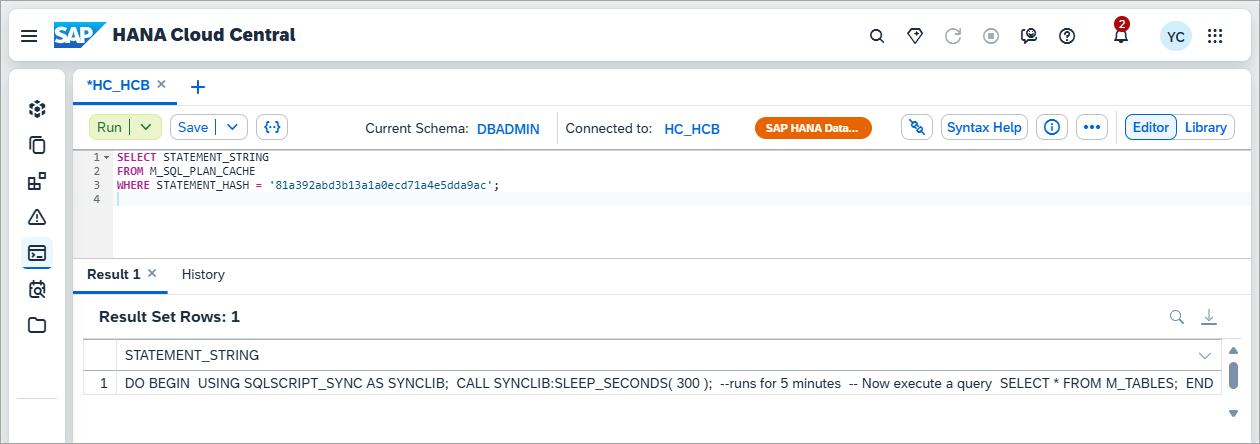 SAP HANA Cloud Central
2
YC
*HC_HCB
Run Save Current Schema: DBADMIN Connected to: HC_HCB SAP HANA Data... Syntax Help Editor Library
1 SELECT STATEMENT_STRING
2 FROM M_SQL_PLAN_CACHE
3 WHERE STATEMENT_HASH = '81a392abd3b13a1a0ecd71a4e5dda9ac';
4
Result 1 History
Result Set Rows: 1
STATEMENT_STRING
1 DO BEGIN USING SQLSCRIPT_SYNC AS SYNCLIB; CALL SYNCLIB:SLEEP_SECONDS( 300 ); --runs for 5 minutes -- Now execute a query SELECT * FROM M_TABLES; END